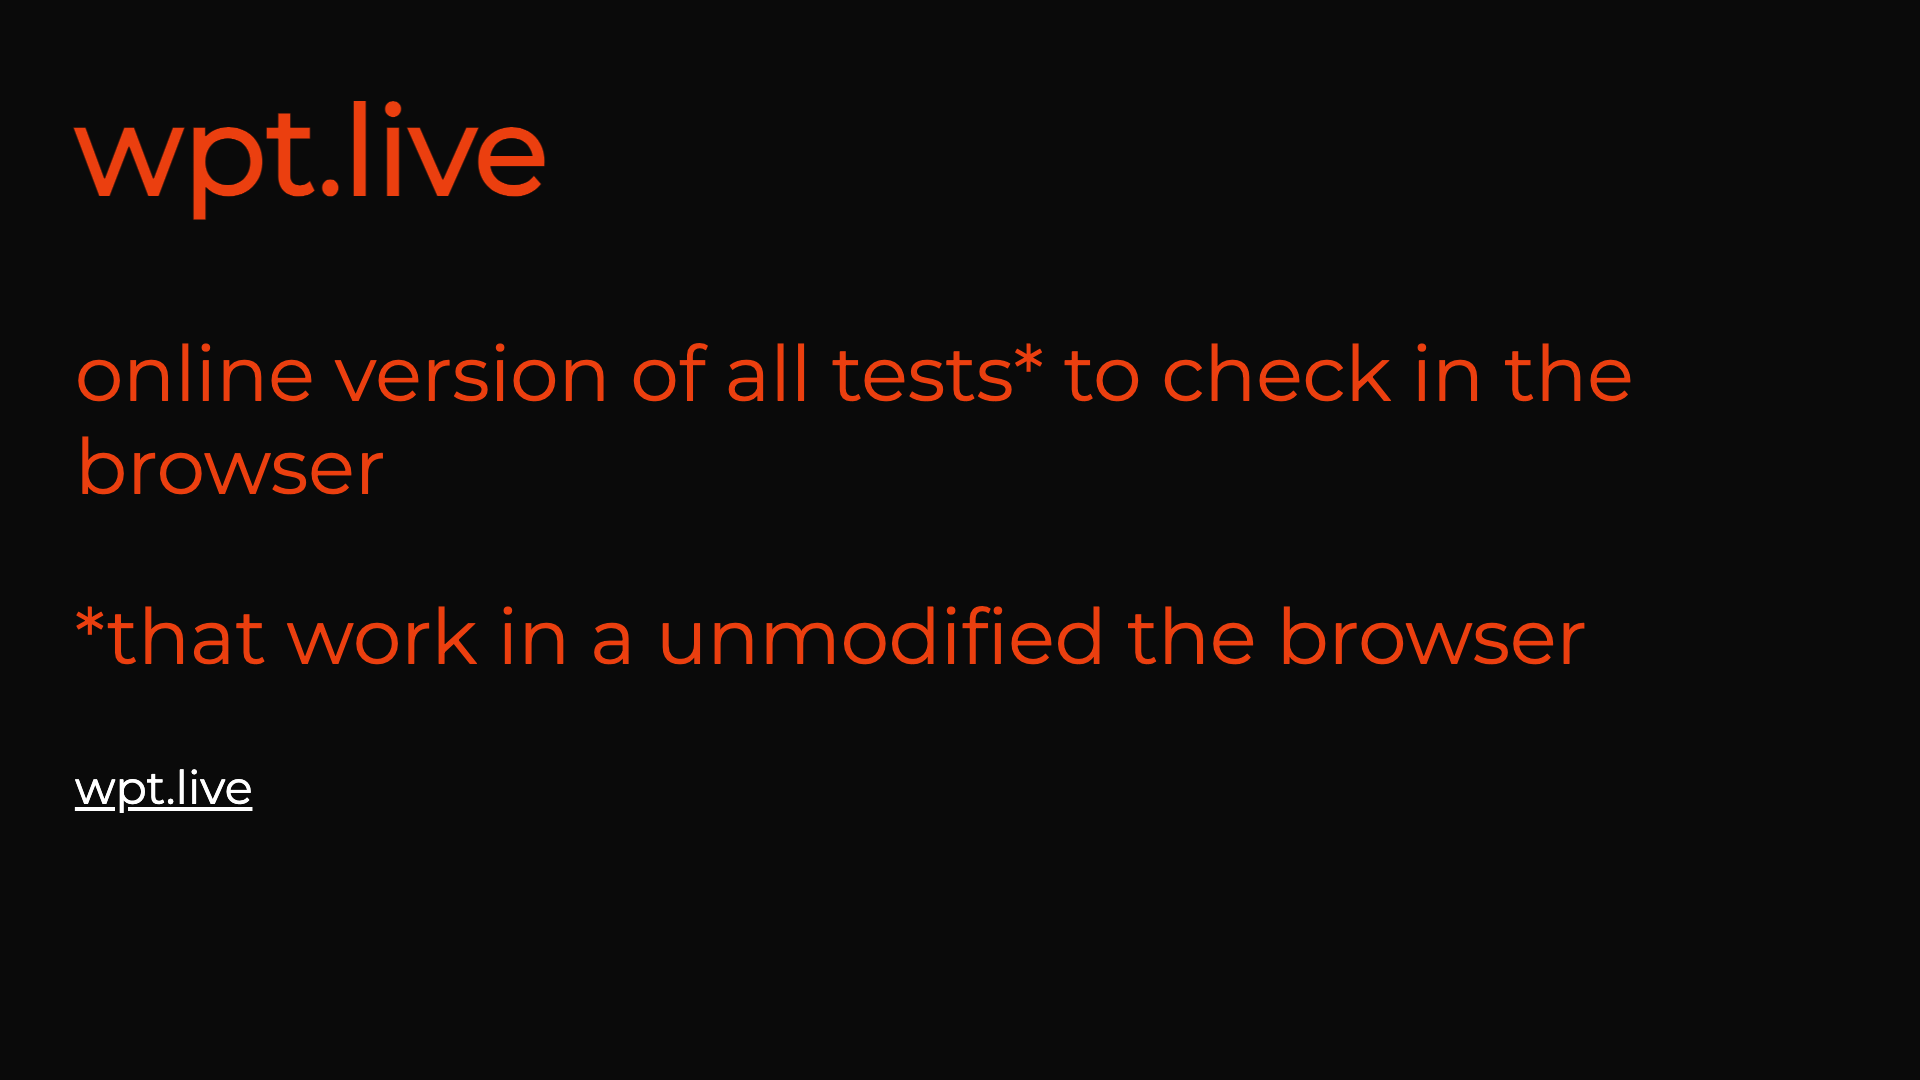 wpt.live
online version of all tests* to check in the
browser
*that work in a unmodified the browser
wpt.live